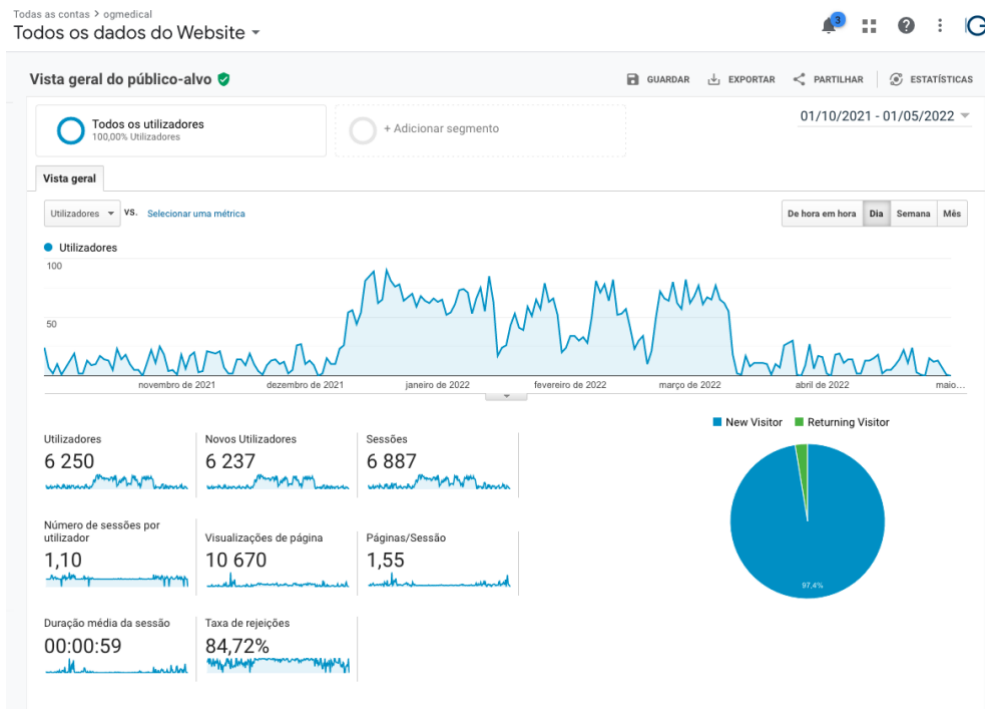 Todas as contas > ogmedical
Todos os dados do Website
3
Vista geral do público-alvo
GUARDAR
EXPORTAR
PARTILHAR
ESTATÍSTICAS
Todos os utilizadores
100,00% Utilizadores
+ Adicionar segmento
01/10/2021 - 01/05/2022
Vista geral
Utilizadores
VS.
Selecionar uma métrica
De hora em hora
Dia
Semana
Mês
Utilizadores
100
50
novembro de 2021
dezembro de 2021
janeiro de 2022
fevereiro de 2022
março de 2022
abril de 2022
maio…
New Visitor
Returning Visitor
Utilizadores
6 250
Novos Utilizadores
6 237
Sessões
6 887
Número de sessões por
utilizador
1,10
Visualizações de página
10 670
Páginas/Sessão
1,55
97,4%
Duração média da sessão
00:00:59
Taxa de rejeições
84,72%